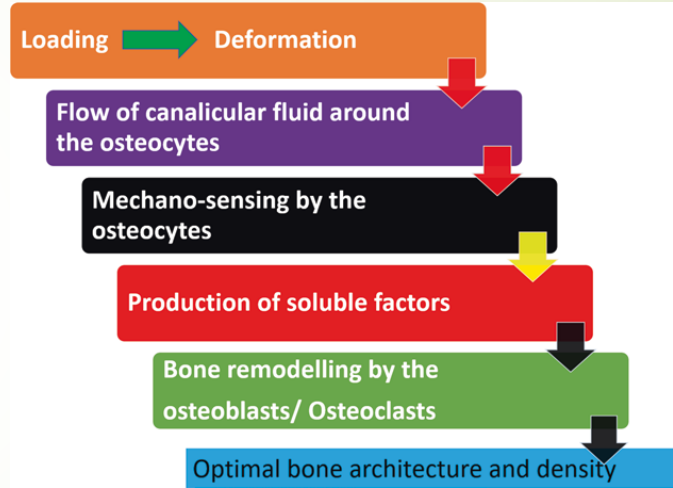 Loading Deformation
Flow of canalicular fluid around
the osteocytes
Mechano-sensing by the
osteocytes
Production of soluble factors
Bone remodelling by the
osteoblasts/ Osteoclasts
Optimal bone architecture and density